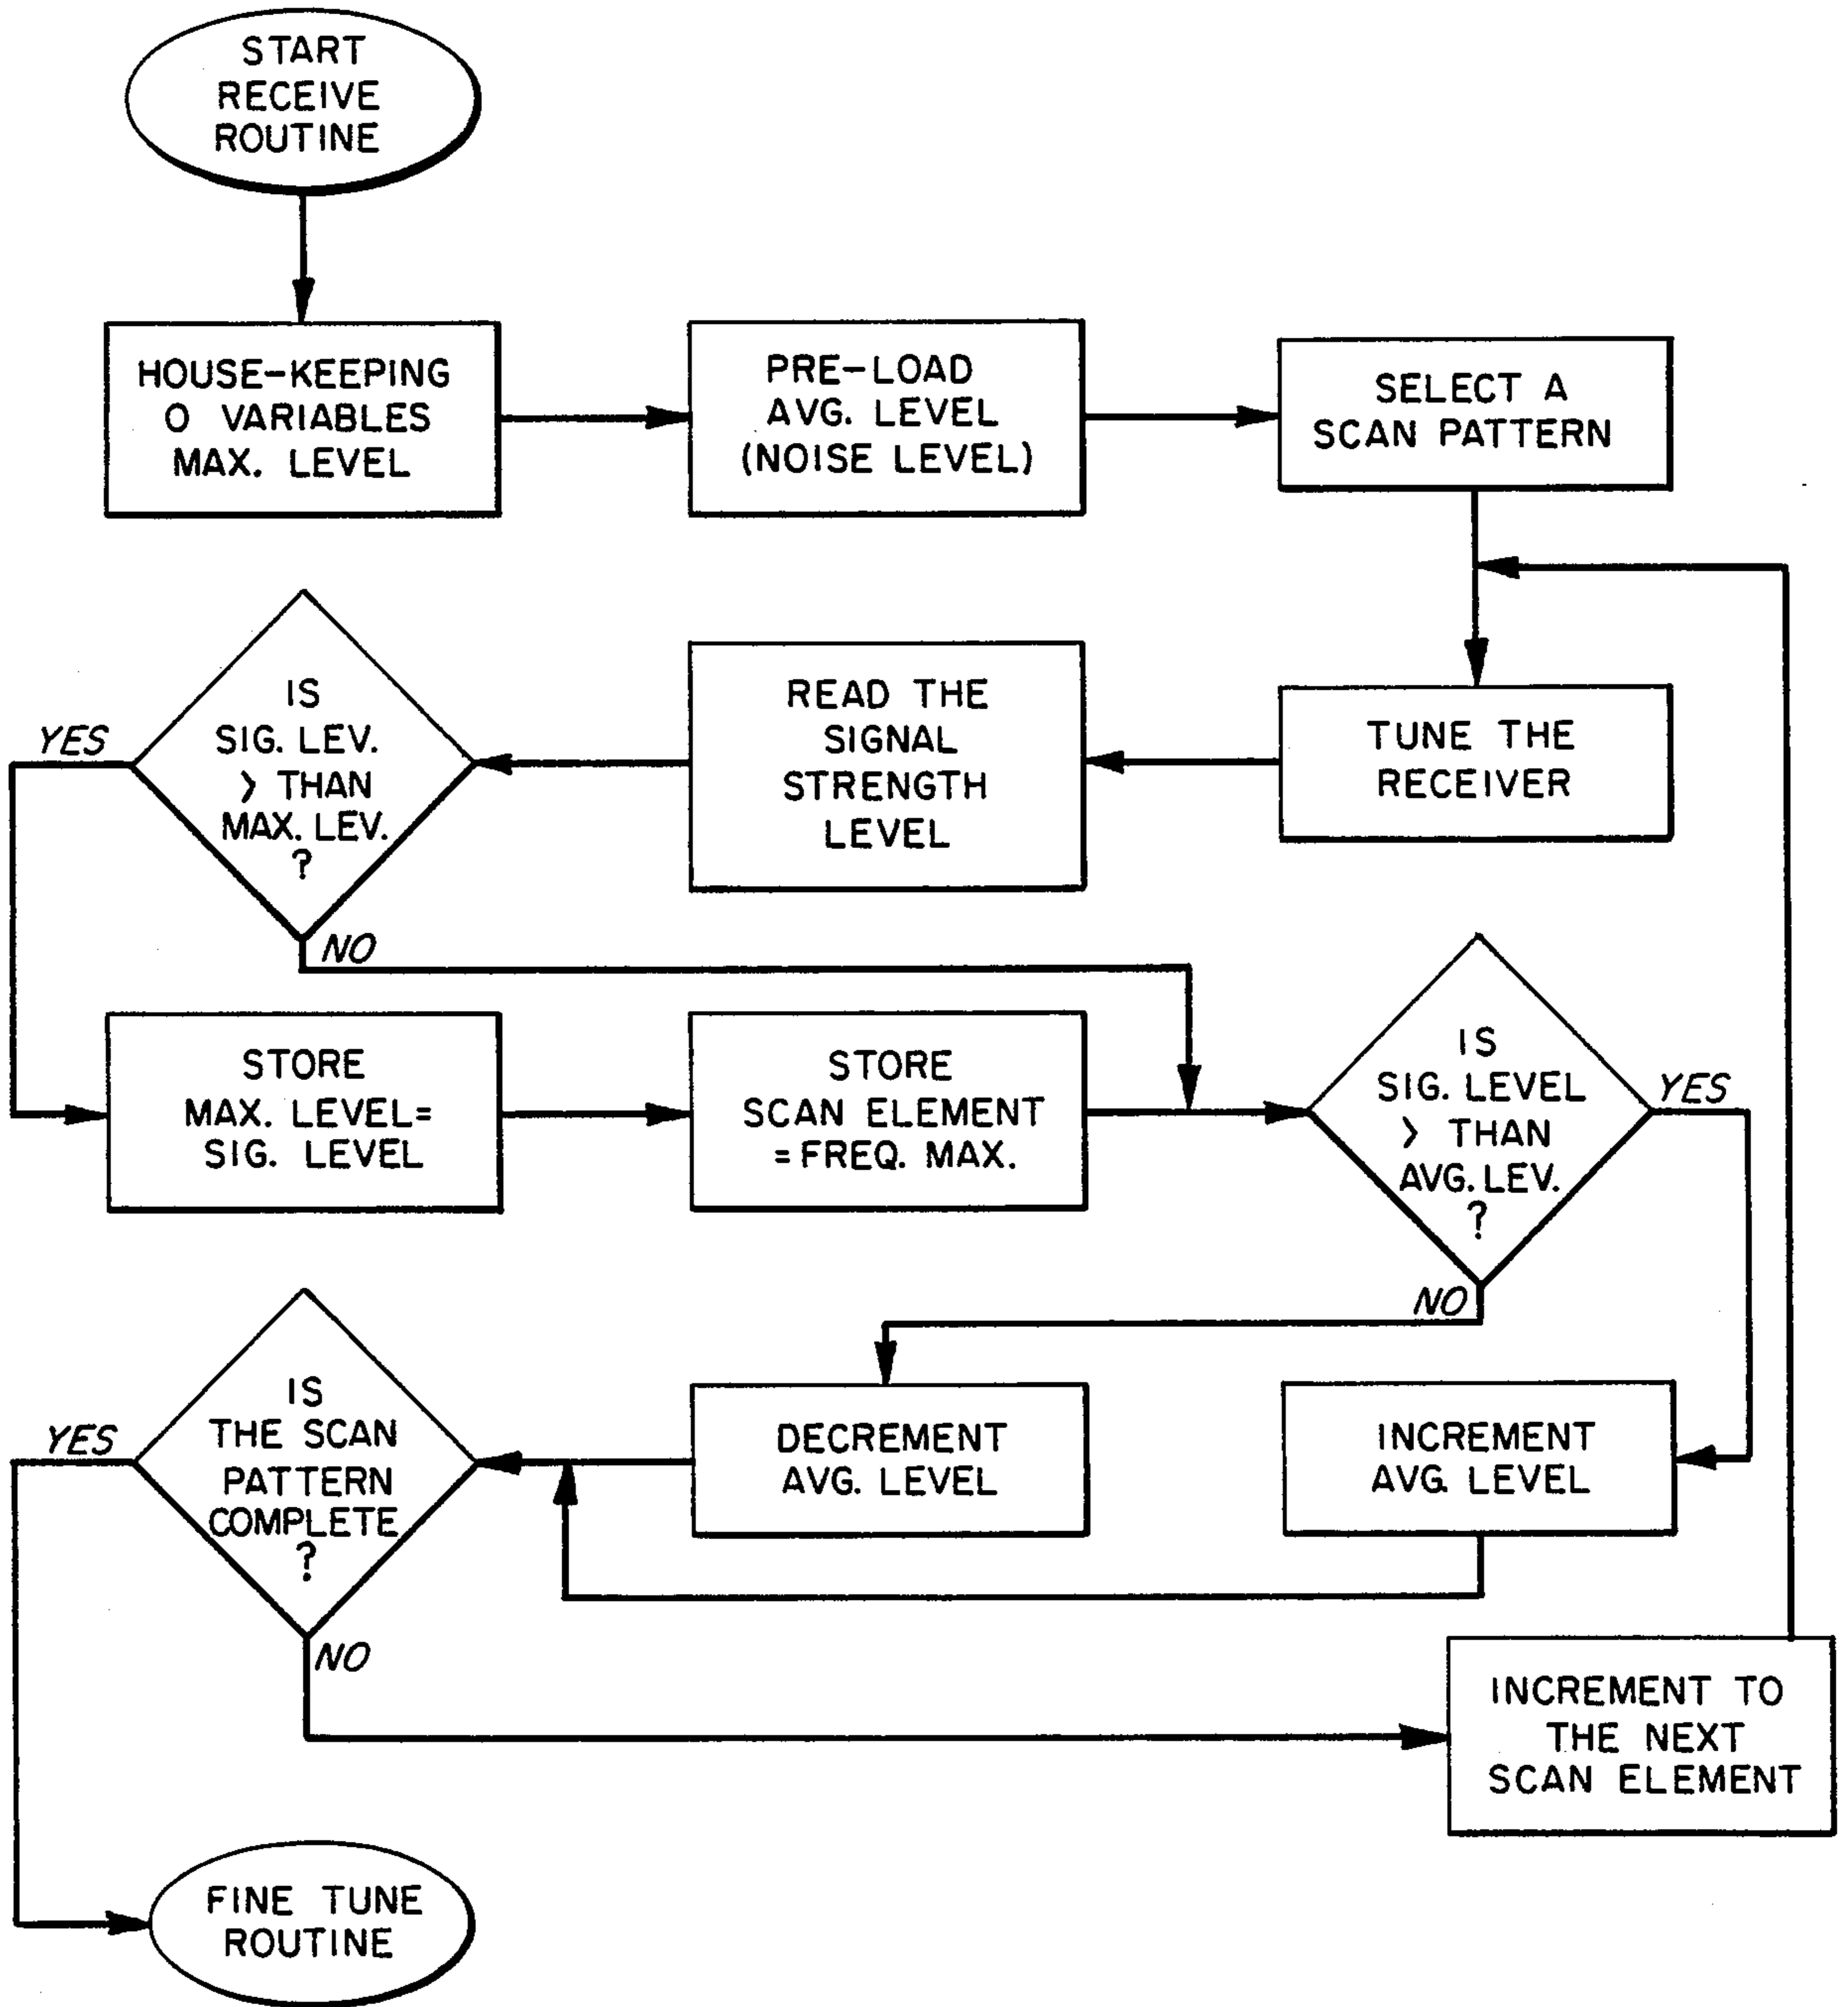 START
RECEIVE
ROUTINE
HOUSE-KEEPING
O VARIABLES
MAX. LEVEL
PRE-LOAD
AVG. LEVEL
(NOISE LEVEL)
SELECT A
SCAN PATTERN
TUNE THE
RECEIVER
READ THE
SIGNAL
STRENGTH
LEVEL
IS
SIG. LEV.
> THAN
MAX. LEV.
?
YES
NO
STORE
MAX. LEVEL=
SIG. LEVEL
STORE
SCAN ELEMENT
=FREQ. MAX.
IS
SIG. LEVEL
> THAN
AVG. LEV.
?
YES
NO
DECREMENT
AVG. LEVEL
INCREMENT
AVG. LEVEL
IS
THE SCAN
PATTERN
COMPLETE
?
YES
NO
INCREMENT TO
THE NEXT
SCAN ELEMENT
FINE TUNE
ROUTINE